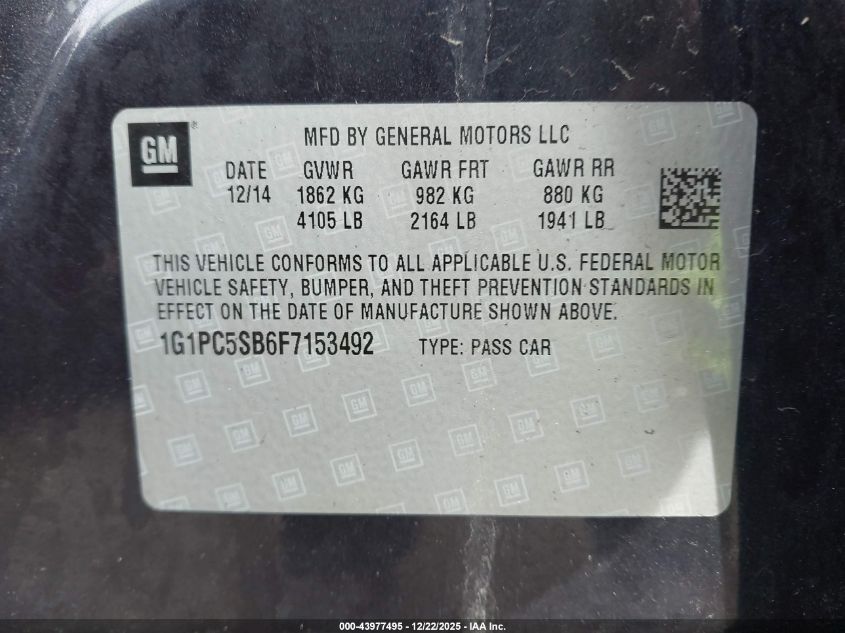 GM ® MFD BY GENERAL MOTORS LLC
DATE GVWR GAWR FRT GAWR RR
12/14 1862 KG 982 KG 880 KG
4105 LB 2164 LB 1941 LB
THIS VEHICLE CONFORMS TO ALL APPLICABLE U.S. FEDERAL MOTOR
VEHICLE SAFETY, BUMPER, AND THEFT PREVENTION STANDARDS IN
EFFECT ON THE DATE OF MANUFACTURE SHOWN ABOVE.
1G1PC5SB6F7153492 TYPE: PASS CAR
000-43977495 - 12/22/2025 - IAA Inc.